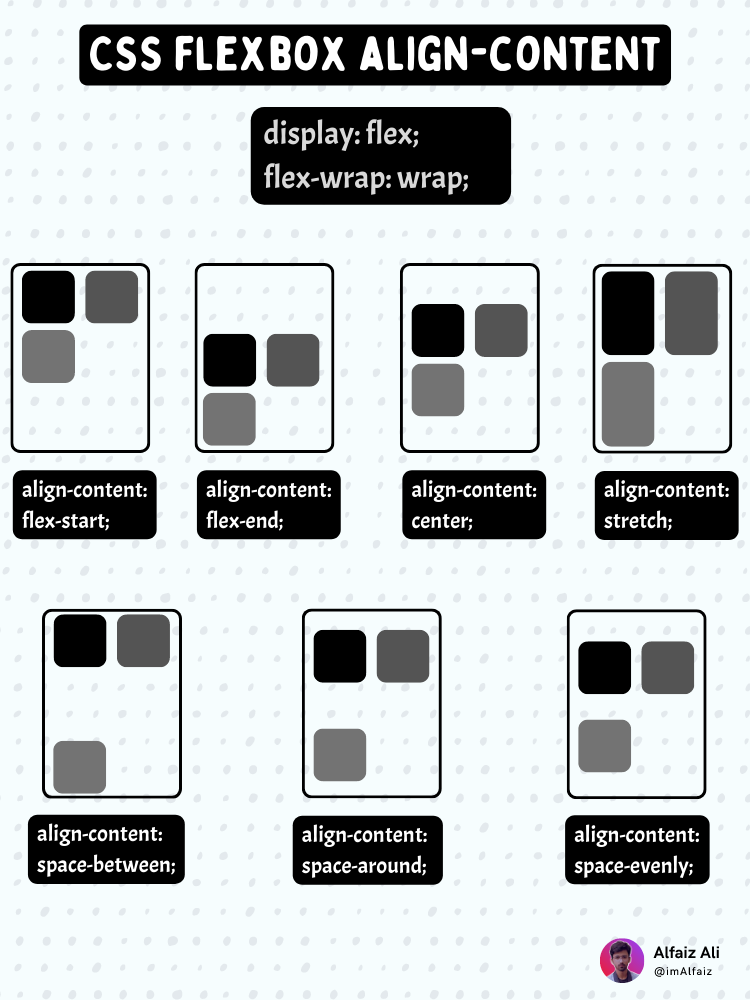 CSS FLEXBOX ALIGN-CONTENT
display: flex;
flex-wrap: wrap;
align-content:
flex-start;
align-content:
flex-end;
align-content:
center;
align-content:
stretch;
align-content:
space-between;
align-content:
space-around;
align-content:
space-evenly;
Alfaiz Ali
@imAlfaiz